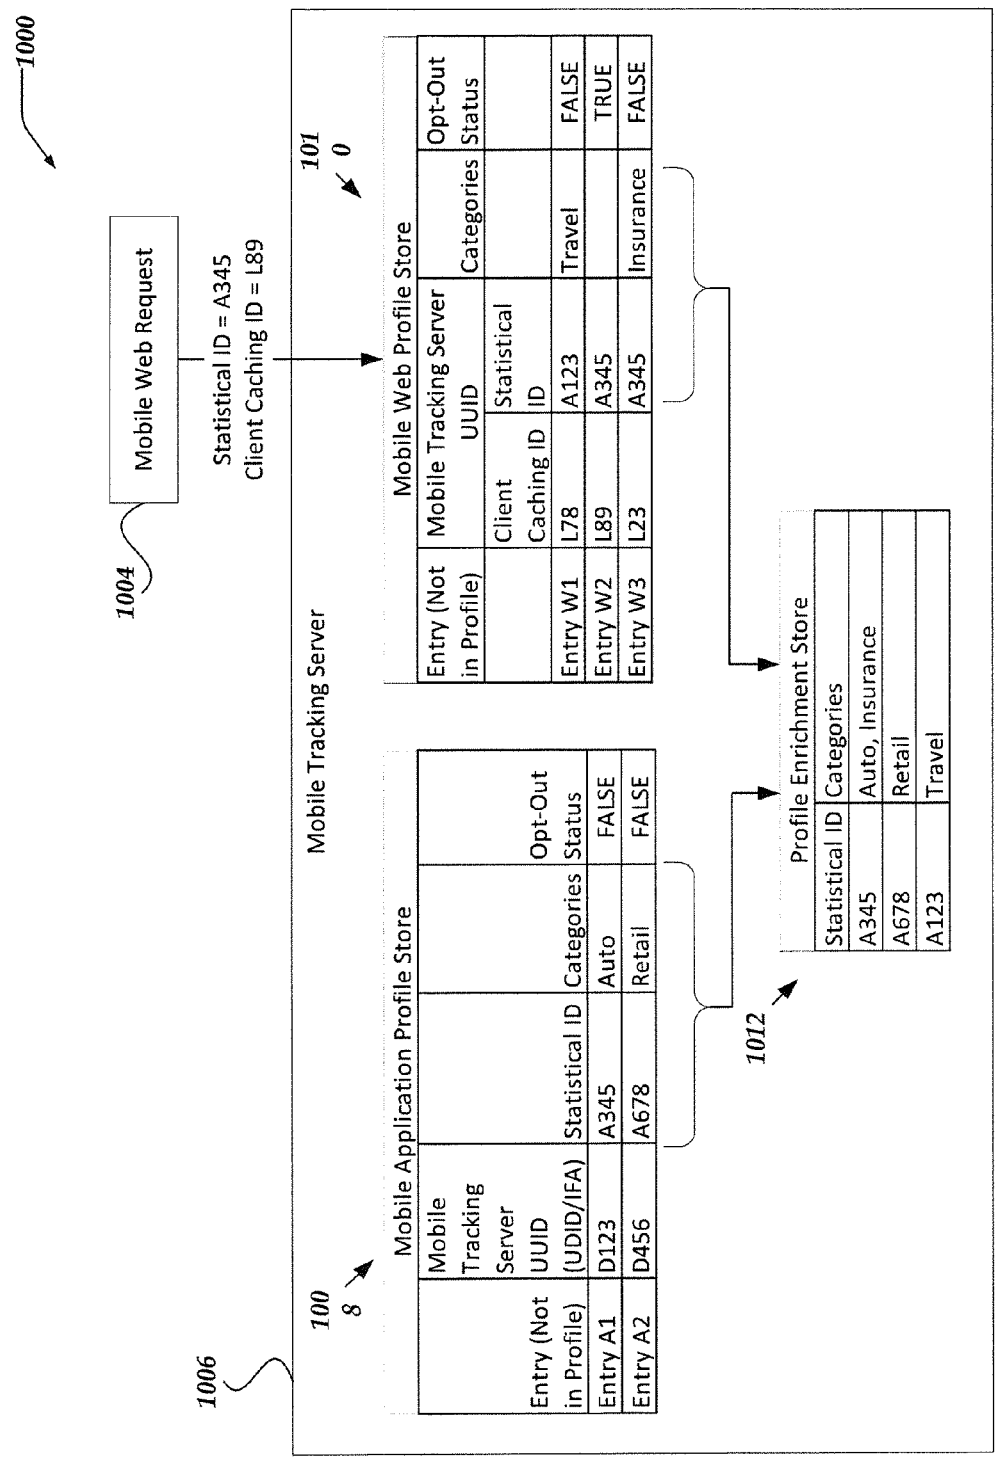 1000
Mobile Web Request
1004
Statistical ID = A345
Client Caching ID = L89
1006
Mobile Tracking Server
100
8
Mobile Application Profile Store
Entry (Not
in Profile)
Mobile
Tracking
Server
UUID
(UDID/IFA)
Statistical ID
Categories
Opt-Out
Status
Entry A1 D123 A345 Auto FALSE
Entry A2 D456 A678 Retail FALSE
101
0
Mobile Web Profile Store
Entry (Not
in Profile)
Mobile Tracking Server
UUID
Categories
Opt-Out
Status
Client
Caching ID
Statistical
ID
Entry W1 L78 A123 Travel FALSE
Entry W2 L89 A345 TRUE
Entry W3 L23 A345 Insurance FALSE
1012
Profile Enrichment Store
Statistical ID Categories
A345 Auto, Insurance
A678 Retail
A123 Travel